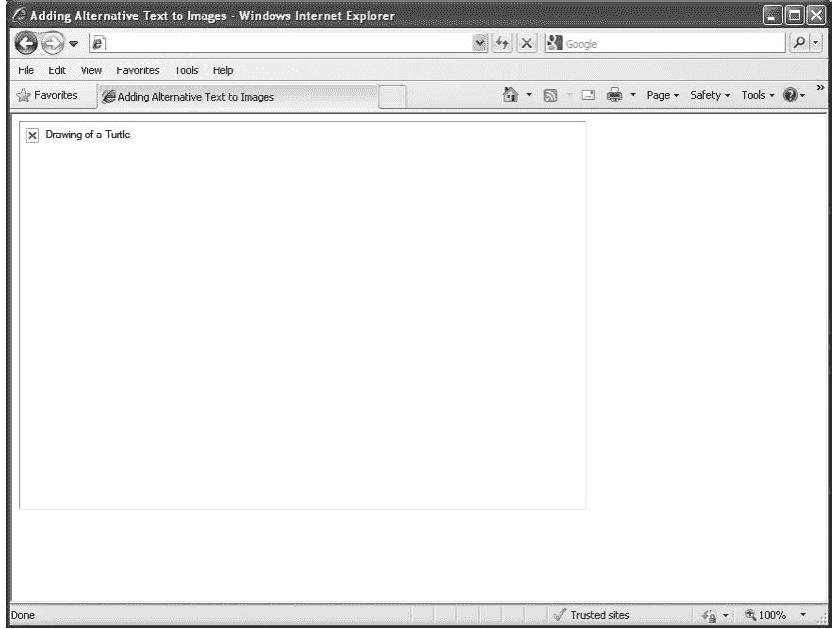 Adding Alternative Text to Images - Windows Internet Explorer
Google
File Edit View Favorites Tools Help
Favorites Adding Alternative Text to Images Page Safety Tools
Drawing of a Turtle
Done Trusted sites 100%